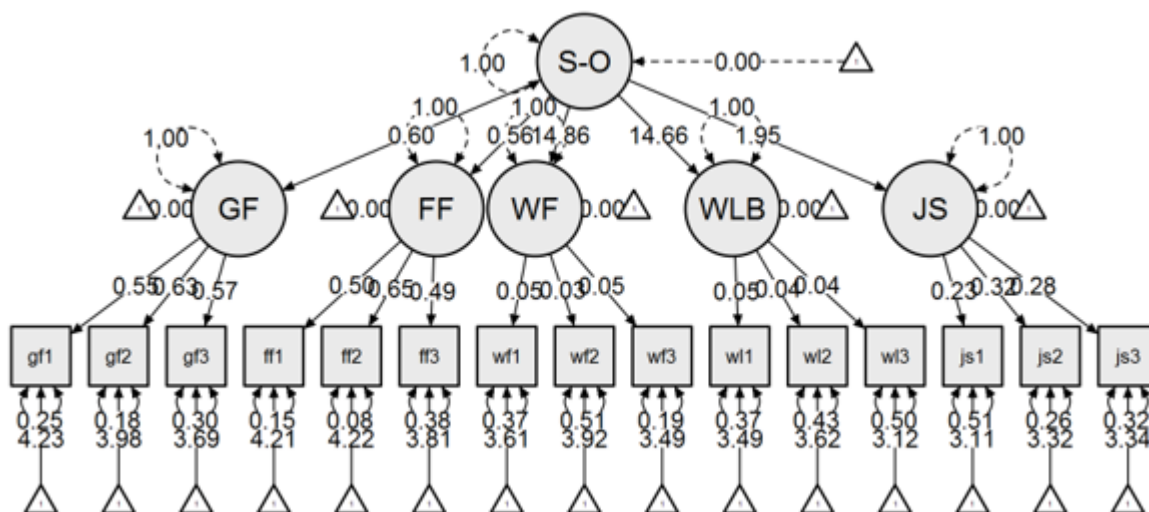 S-O
1.00
0.00
1.00 1.00 1.00
1.00 0.60 0.56 14.86 14.66 1.95 1.00
0.00 GF 0.00 FF WF 0.00 WLB 0.00 JS 0.00
0.55 0.63 0.57 0.50 0.65 0.49 0.05 0.03 0.05 0.05 0.04 0.04 0.23 0.32 0.28
gf1 gf2 gf3 ff1 ff2 ff3 wf1 wf2 wf3 wl1 wl2 wl3 js1 js2 js3
0.25 0.18 0.30 0.15 0.08 0.38 0.37 0.51 0.19 0.37 0.43 0.50 0.51 0.26 0.32
4.23 3.98 3.69 4.21 4.22 3.81 3.61 3.92 3.49 3.49 3.62 3.12 3.11 3.32 3.34